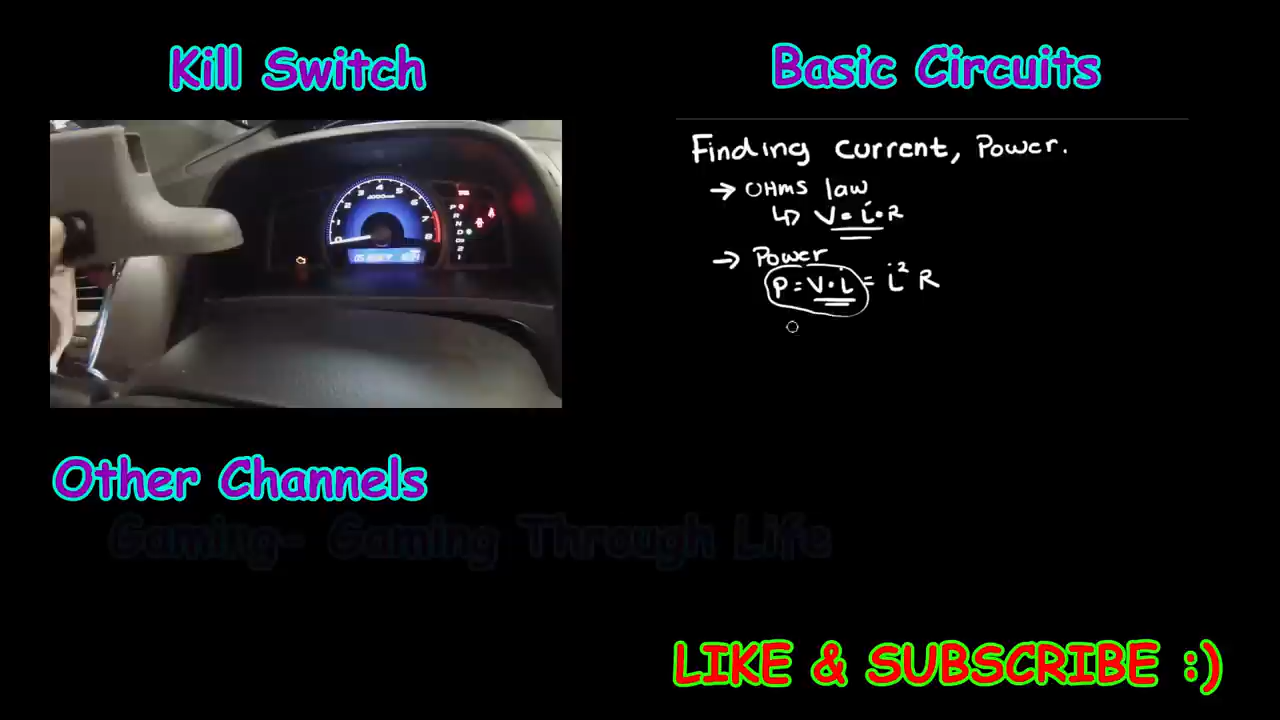 Kill Switch
Basic Circuits
Finding current, Power.
→ OHMS law
↳ V = i • R
→ Power
P = V • i = i² R
Other Channels
Gaming- Gaming Through Life
LIKE & SUBSCRIBE :)